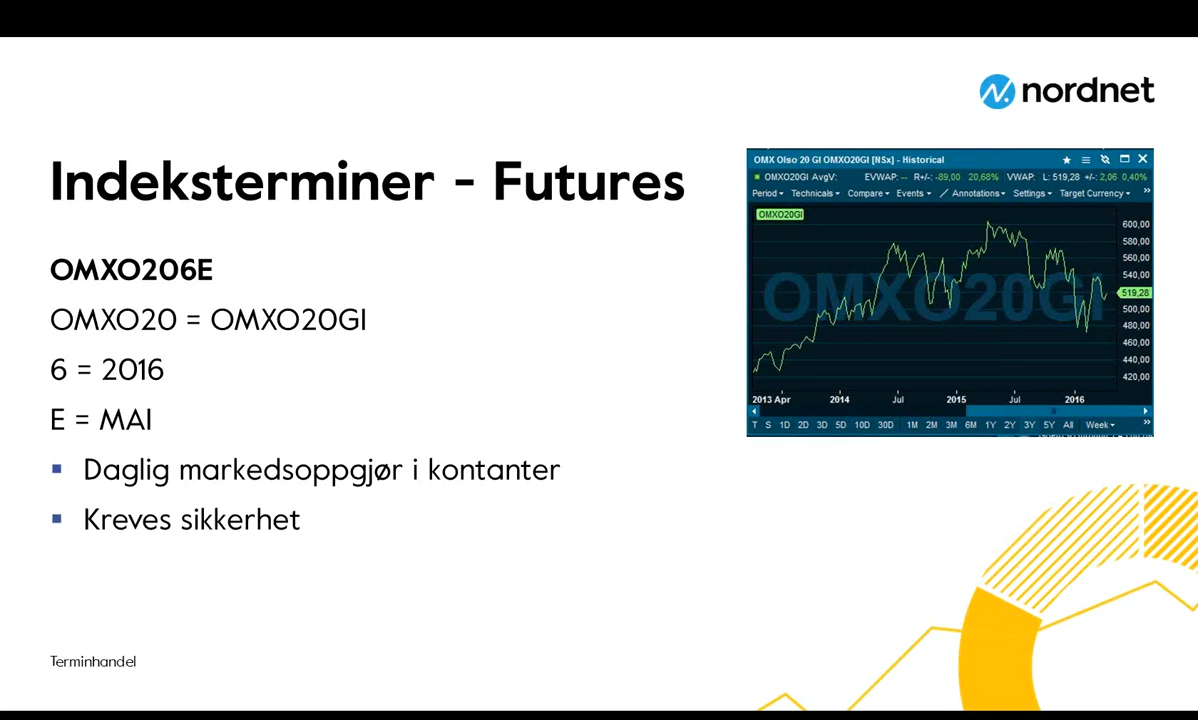 nordnet
Indeksterminer - Futures
OMXO206E
OMXO20 = OMXO20GI
6 = 2016
E = MAI
Daglig markedsoppgjør i kontanter
Kreves sikkerhet
OMX Olso 20 GI OMXO20GI [NSx] - Historical
OMXO20GI AvgV: EVWAP: -- R+/-: -89,00 20,68% VWAP: L: 519,28 +/-: 2,06 0,40%
Period Technicals Compare Events Annotations Settings Target Currency
OMXO20GI
OMXO20GI
600,00
580,00
560,00
540,00
519,28
500,00
480,00
460,00
440,00
420,00
2013 Apr 2014 Jul 2015 Jul 2016
T S 1D 2D 3D 5D 10D 30D 1M 2M 3M 6M 1Y 2Y 3Y 5Y All Week
Terminhandel